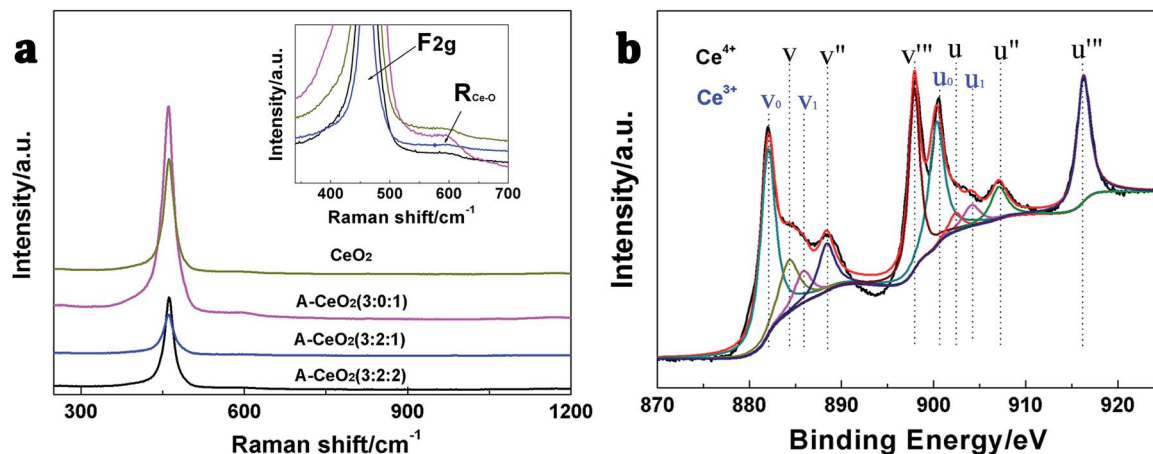 a
Intensity/a.u.
F2g
RCe-O
Intensity/a.u.
400 500 600 700
Raman shift/cm-1
CeO2
A-CeO2(3:0:1)
A-CeO2(3:2:1)
A-CeO2(3:2:2)
300 600 900 1200
Raman shift/cm-1
b
Intensity/a.u.
Ce4+ v v'' v''' u u'' u'''
Ce3+ v0 v1 u0 u1
870 880 890 900 910 920
Binding Energy/eV